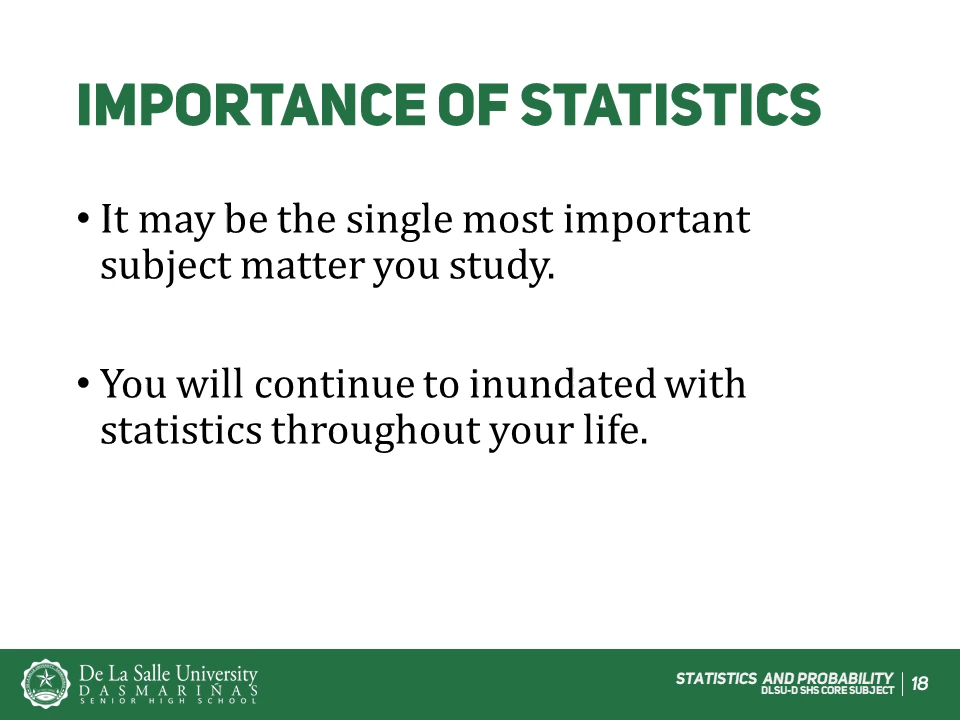 IMPORTANCE OF STATISTICS
• It may be the single most important
subject matter you study.
• You will continue to inundated with
statistics throughout your life.
De La Salle University
DASMARIÑAS
SENIOR HIGH SCHOOL
STATISTICS AND PROBABILITY
DLSU-D SHS CORE SUBJECT
18